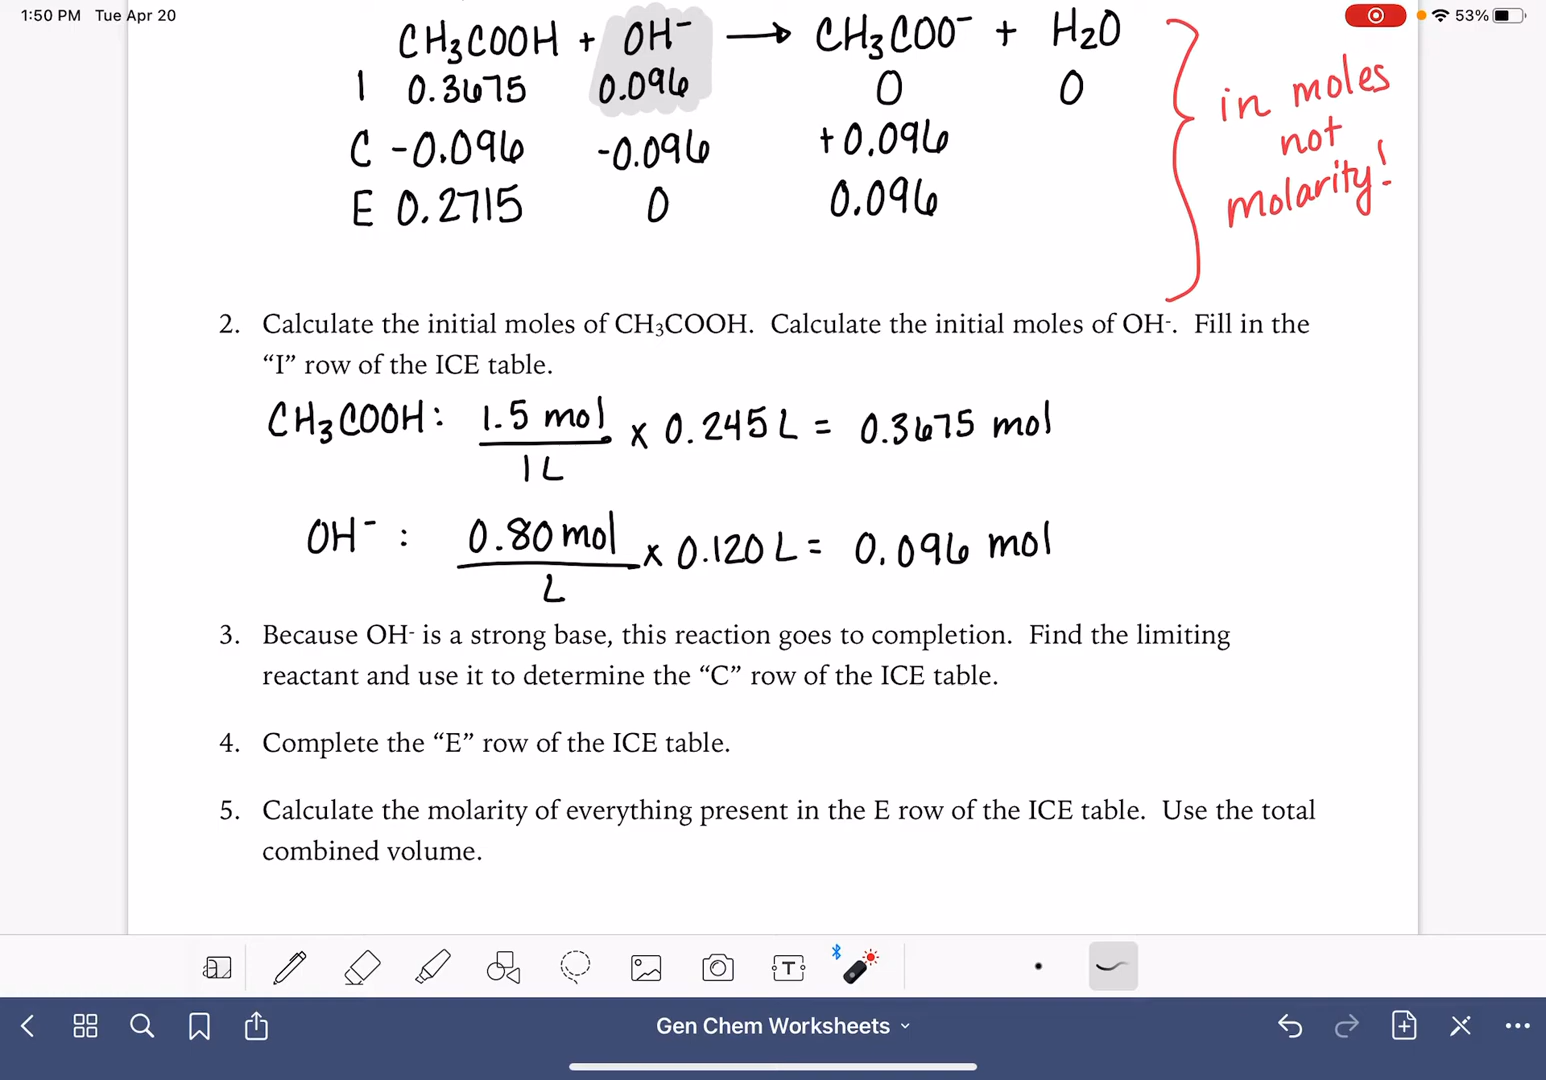 1:50 PM Tue Apr 20
53%
CH₃COOH + OH⁻ → CH₃COO⁻ + H₂O
I 0.3675 0.096 0 0
C -0.096 -0.096 +0.096
E 0.2715 0 0.096
in moles
not
molarity!
2. Calculate the initial moles of CH₃COOH. Calculate the initial moles of OH-. Fill in the
“I” row of the ICE table.
CH₃COOH: 1.5 mol / 1 L x 0.245 L = 0.3675 mol
OH⁻ : 0.80 mol / L x 0.120 L = 0.096 mol
3. Because OH- is a strong base, this reaction goes to completion. Find the limiting
reactant and use it to determine the “C” row of the ICE table.
4. Complete the “E” row of the ICE table.
5. Calculate the molarity of everything present in the E row of the ICE table. Use the total
combined volume.
Gen Chem Worksheets